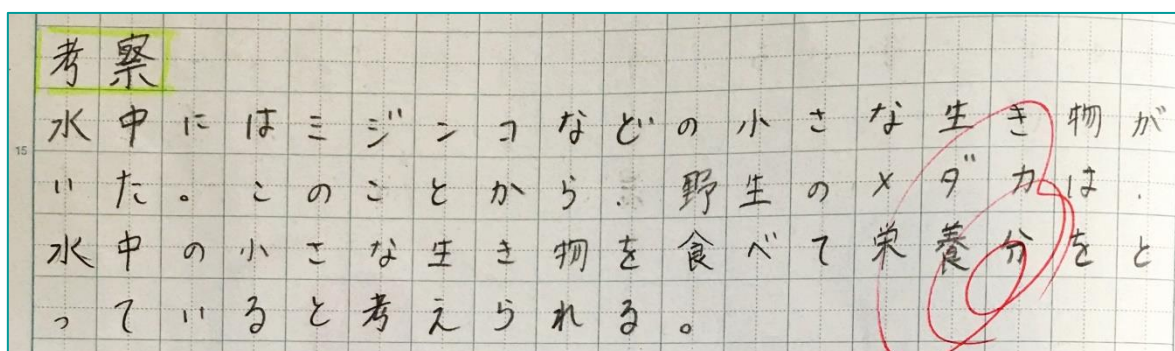 考察
水中にはミジンコなどの小さな生き物が
いた。このことから、野生のメダカは、
水中の小さな生き物を食べて栄養分をと
っていると考えられる。
15